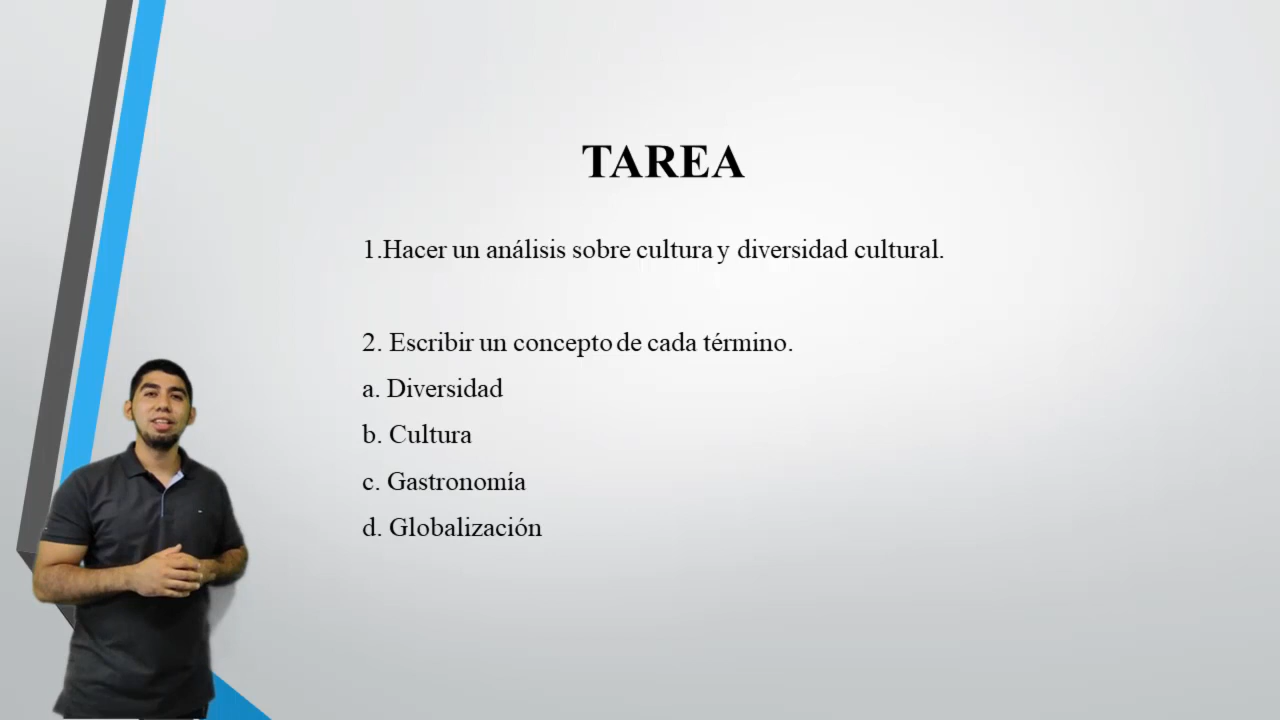 TAREA
1.Hacer un análisis sobre cultura y diversidad cultural.
2. Escribir un concepto de cada término.
a. Diversidad
b. Cultura
c. Gastronomía
d. Globalización